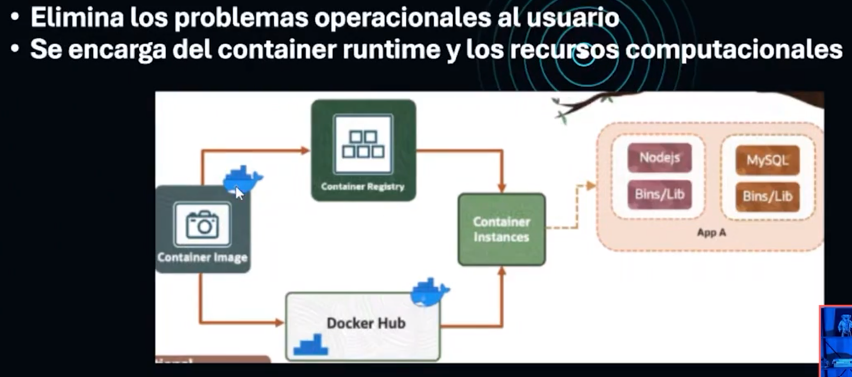 • Elimina los problemas operacionales al usuario
• Se encarga del container runtime y los recursos computacionales
Container Registry
Container Image
Container
Instances
Docker Hub
Nodejs
Bins/Lib
MySQL
Bins/Lib
App A